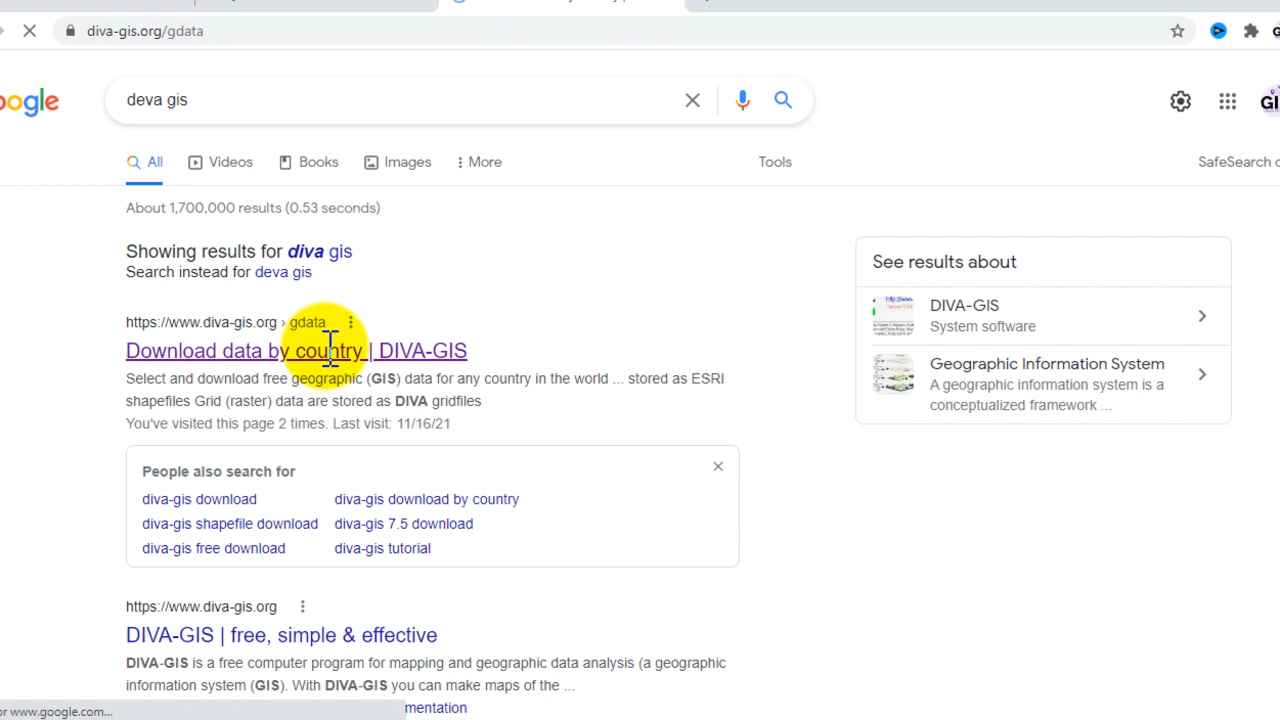 diva-gis.org/gdata
oogle
deva gis
All
Videos
Books
Images
More
Tools
SafeSearch
About 1,700,000 results (0.53 seconds)
Showing results for diva gis
Search instead for deva gis
https://www.diva-gis.org › gdata
Download data by country | DIVA-GIS
Select and download free geographic (GIS) data for any country in the world ... stored as ESRI
shapefiles Grid (raster) data are stored as DIVA gridfiles
You've visited this page 2 times. Last visit: 11/16/21
People also search for
diva-gis download
diva-gis download by country
diva-gis shapefile download
diva-gis 7.5 download
diva-gis free download
diva-gis tutorial
https://www.diva-gis.org
DIVA-GIS | free, simple & effective
DIVA-GIS is a free computer program for mapping and geographic data analysis (a geographic
information system (GIS). With DIVA-GIS you can make maps of the ...
mentation
See results about
DIVA-GIS
System software
Geographic Information System
A geographic information system is a
conceptualized framework ...
or www.google.com...